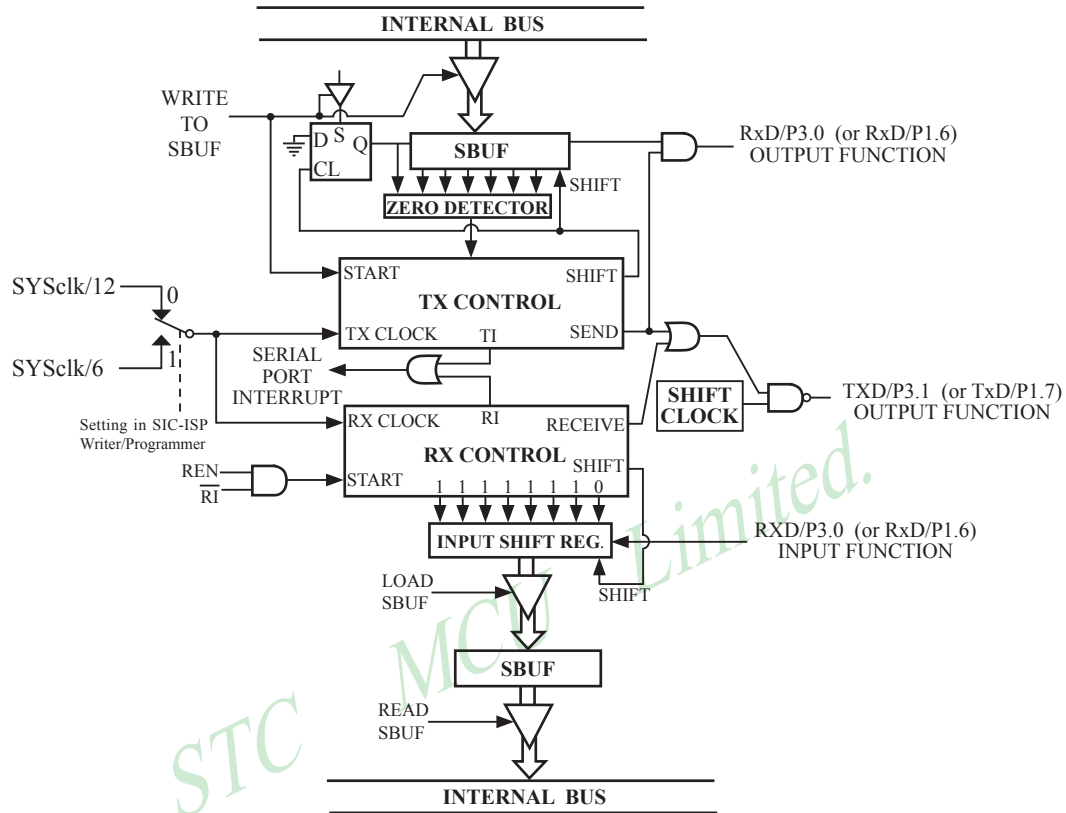 INTERNAL BUS
WRITE
TO
SBUF
D S Q
CL
SBUF
RxD/P3.0 (or RxD/P1.6)
OUTPUT FUNCTION
SHIFT
ZERO DETECTOR
START
SHIFT
TX CONTROL
TX CLOCK
TI
SEND
SYSclk/12
0
1
SYSclk/6
Setting in SIC-ISP
Writer/Programmer
SERIAL
PORT
INTERRUPT
SHIFT
CLOCK
TXD/P3.1 (or TxD/P1.7)
OUTPUT FUNCTION
RX CLOCK
RI
RECEIVE
RX CONTROL
SHIFT
START
1 1 1 1 1 1 1 0
REN
RI
INPUT SHIFT REG.
RXD/P3.0 (or RxD/P1.6)
INPUT FUNCTION
LOAD
SBUF
SHIFT
SBUF
READ
SBUF
INTERNAL BUS
STC MCU Limited.